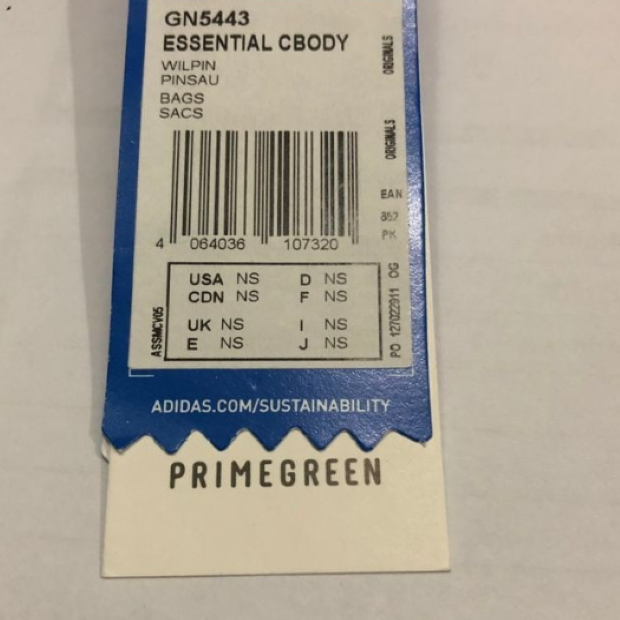 GN5443
ESSENTIAL CBODY
WILPIN
PINSAU
BAGS
SACS
ORIGINALS
ORIGINALS
EAN
852
PK
4 064036 107320
USA NS D NS
CDN NS F NS
UK NS I NS
E NS J NS
ASSMCV05
PO 127022911 OG
ADIDAS.COM/SUSTAINABILITY
PRIMEGREEN